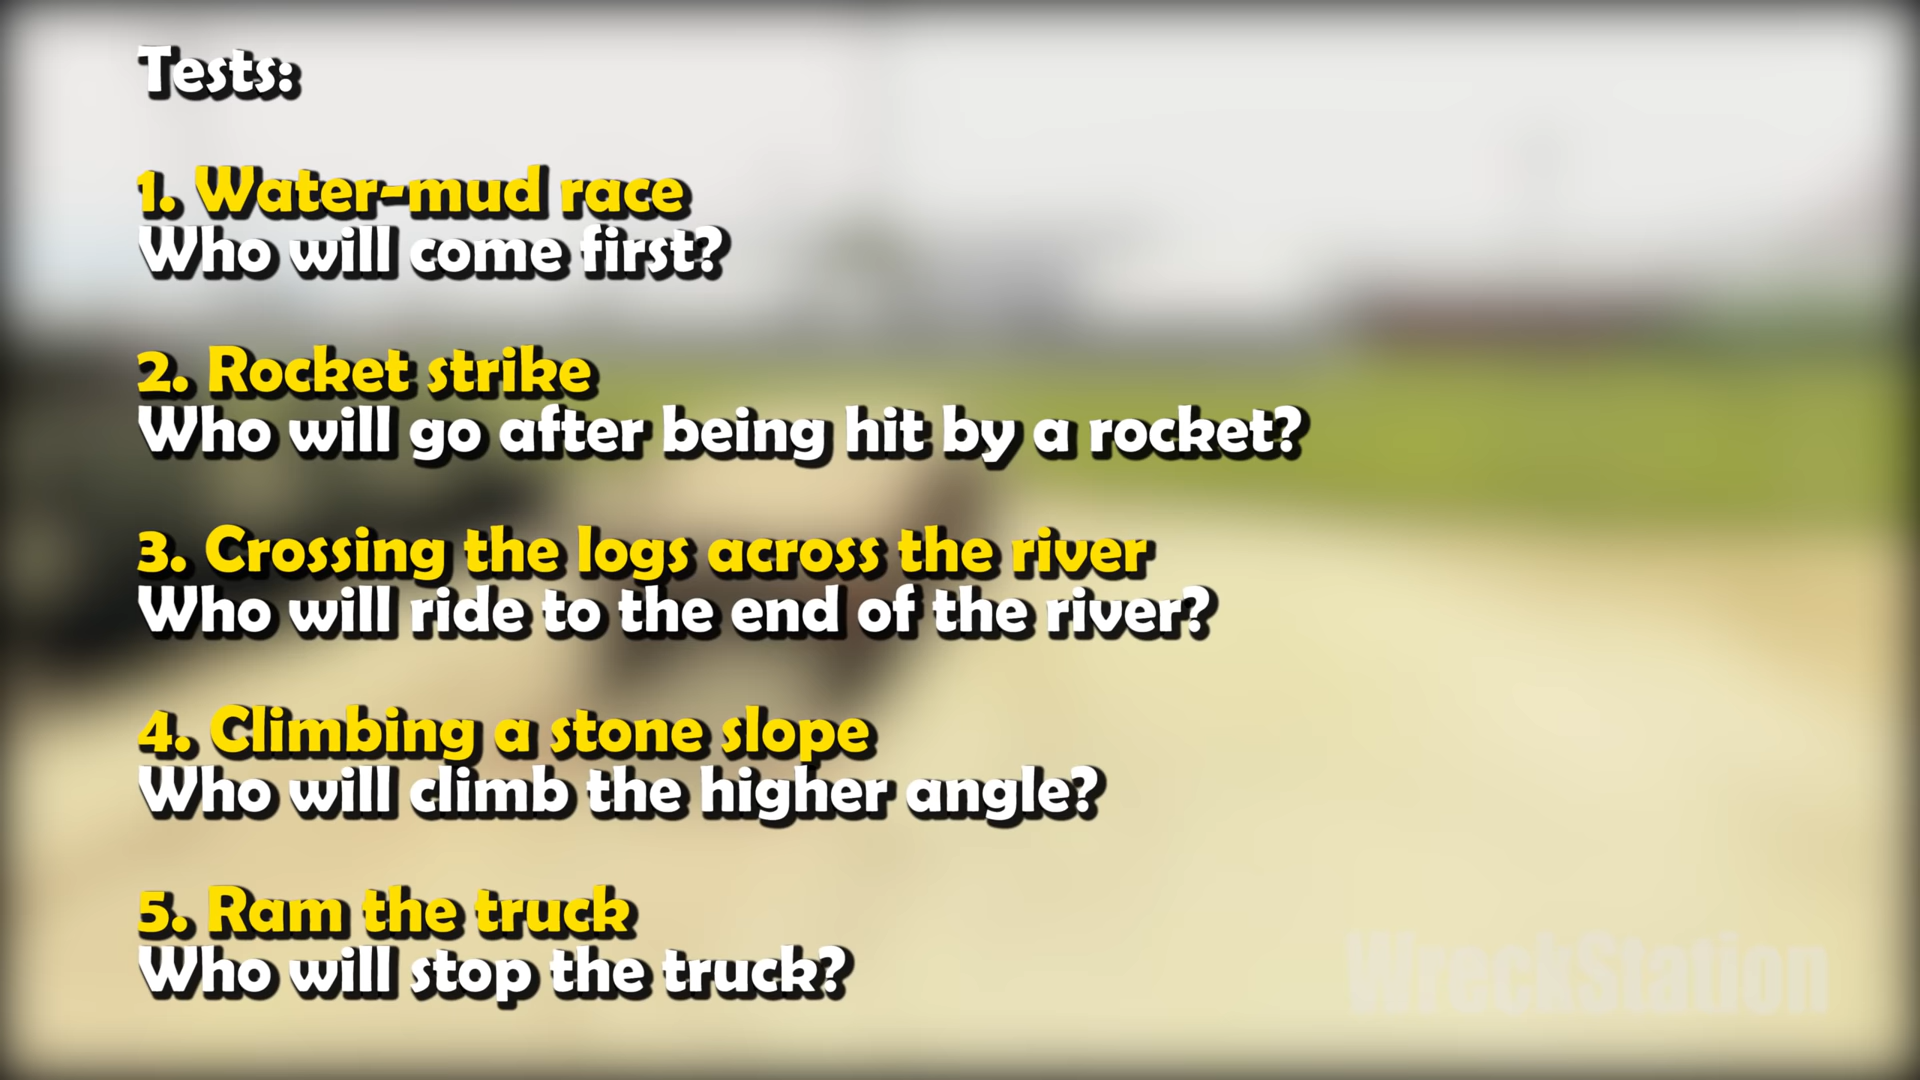 Tests:
1. Water-mud race
Who will come first?
2. Rocket strike
Who will go after being hit by a rocket?
3. Crossing the logs across the river
Who will ride to the end of the river?
4. Climbing a stone slope
Who will climb the higher angle?
5. Ram the truck
Who will stop the truck?
WreckStation